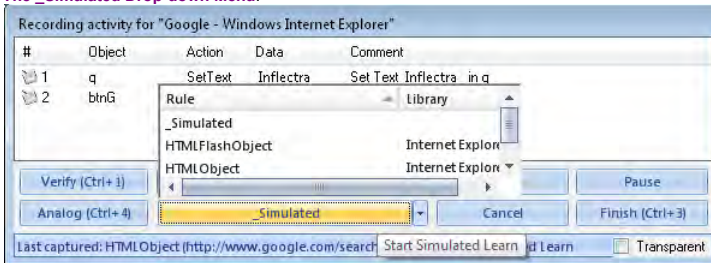 The _Simulated Drop-down Menu:
Recording activity for "Google - Windows Internet Explorer"
# Object Action Data Comment
1 q SetText Inflectra Set Text Inflectra in q
2 btnG
Rule Library
_Simulated
HTMLFlashObject Internet Explore
HTMLObject Internet Explore
Verify (Ctrl+1) Pause
Analog (Ctrl+4) _Simulated Cancel Finish (Ctrl+3)
Last captured: HTMLObject (http://www.google.com/search Learn Transparent
Start Simulated Learn